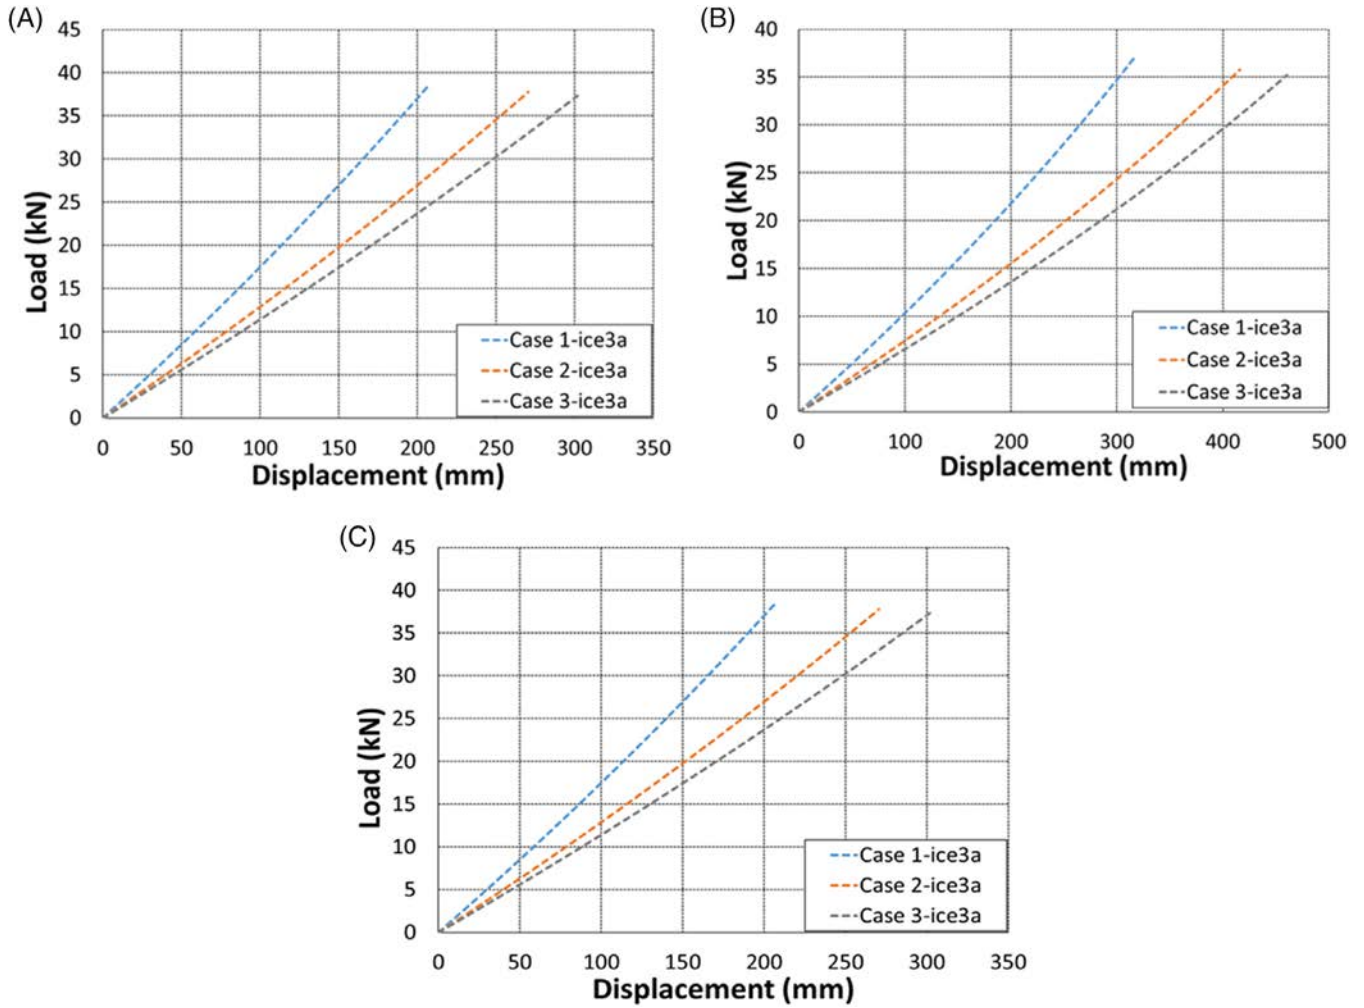 (A)
45
40
35
30
25
20
15
10
5
0
Load (kN)
0 50 100 150 200 250 300 350
Displacement (mm)
Case 1-ice3a
Case 2-ice3a
Case 3-ice3a
(B)
40
35
30
25
20
15
10
5
0
Load (kN)
0 100 200 300 400 500
Displacement (mm)
Case 1-ice3a
Case 2-ice3a
Case 3-ice3a
(C)
45
40
35
30
25
20
15
10
5
0
Load (kN)
0 50 100 150 200 250 300 350
Displacement (mm)
Case 1-ice3a
Case 2-ice3a
Case 3-ice3a